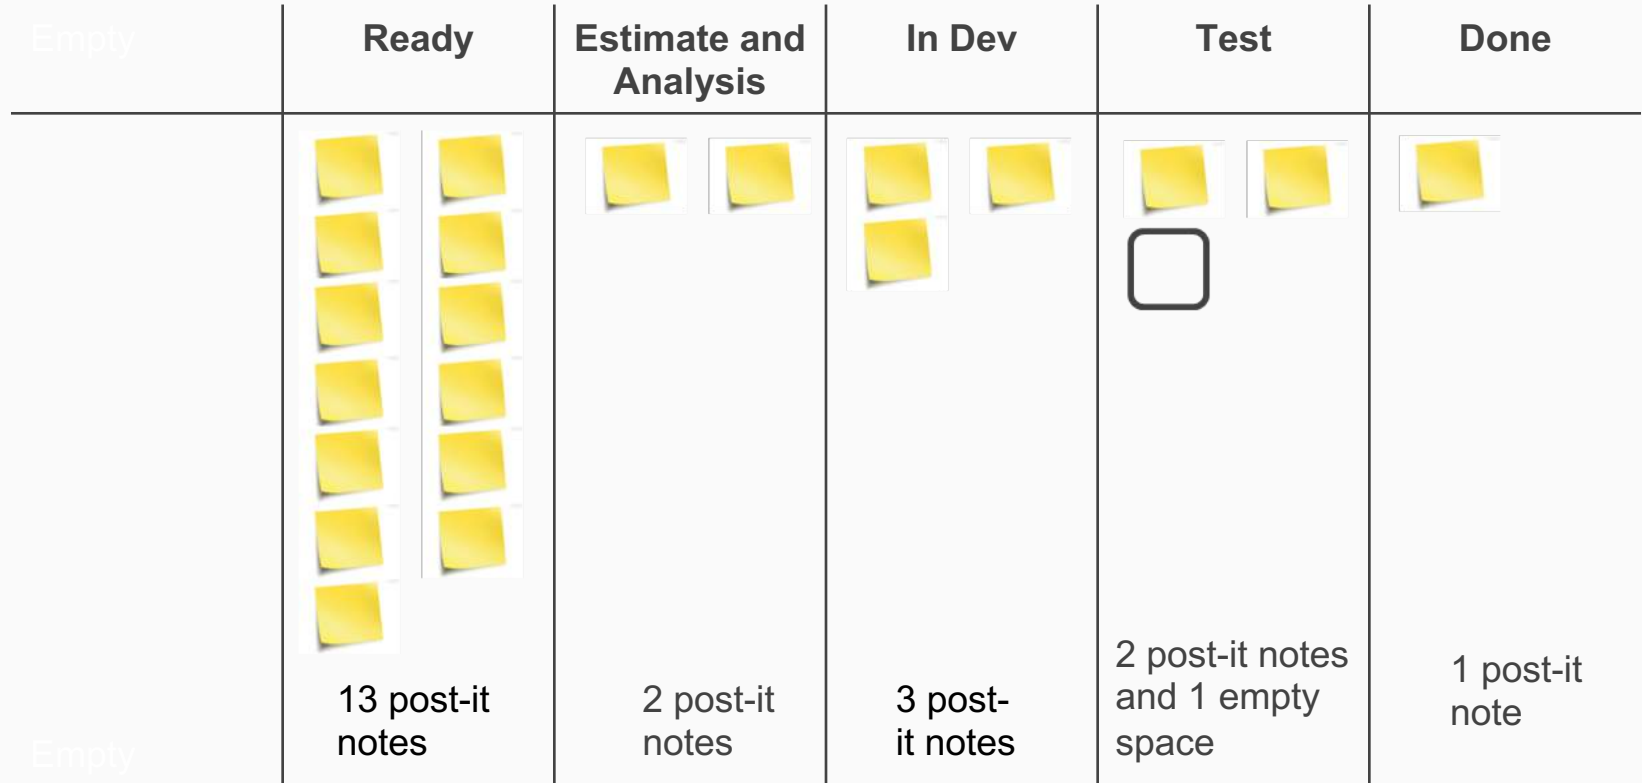 Empty
Ready
Estimate and
Analysis
In Dev
Test
Done
13 post-it
notes
2 post-it
notes
3 post-
it notes
2 post-it notes
and 1 empty
space
1 post-it
note
Empty